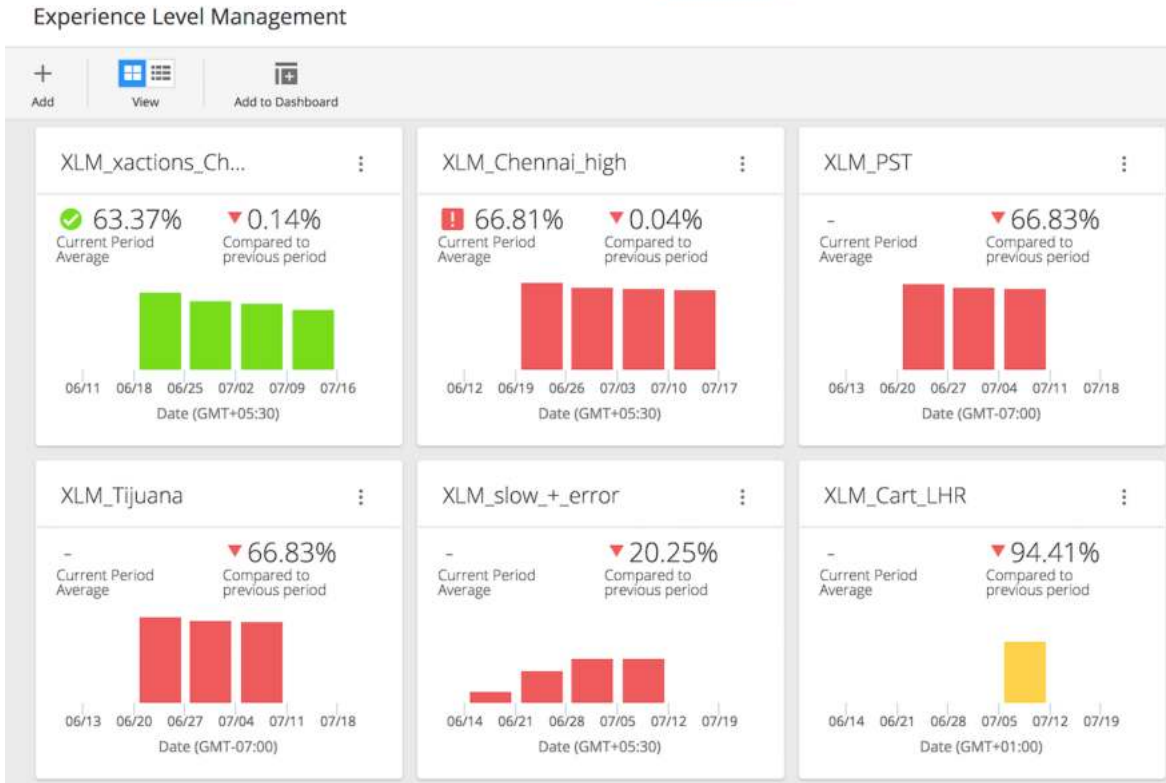 Experience Level Management
Add View Add to Dashboard
XLM_xactions_Ch...
63.37% 0.14%
Current Period Average Compared to previous period
06/11 06/18 06/25 07/02 07/09 07/16
Date (GMT+05:30)
XLM_Chennai_high
66.81% 0.04%
Current Period Average Compared to previous period
06/12 06/19 06/26 07/03 07/10 07/17
Date (GMT+05:30)
XLM_PST
- 66.83%
Current Period Average Compared to previous period
06/13 06/20 06/27 07/04 07/11 07/18
Date (GMT-07:00)
XLM_Tijuana
- 66.83%
Current Period Average Compared to previous period
06/13 06/20 06/27 07/04 07/11 07/18
Date (GMT-07:00)
XLM_slow_+_error
- 20.25%
Current Period Average Compared to previous period
06/14 06/21 06/28 07/05 07/12 07/19
Date (GMT+05:30)
XLM_Cart_LHR
- 94.41%
Current Period Average Compared to previous period
06/14 06/21 06/28 07/05 07/12 07/19
Date (GMT+01:00)